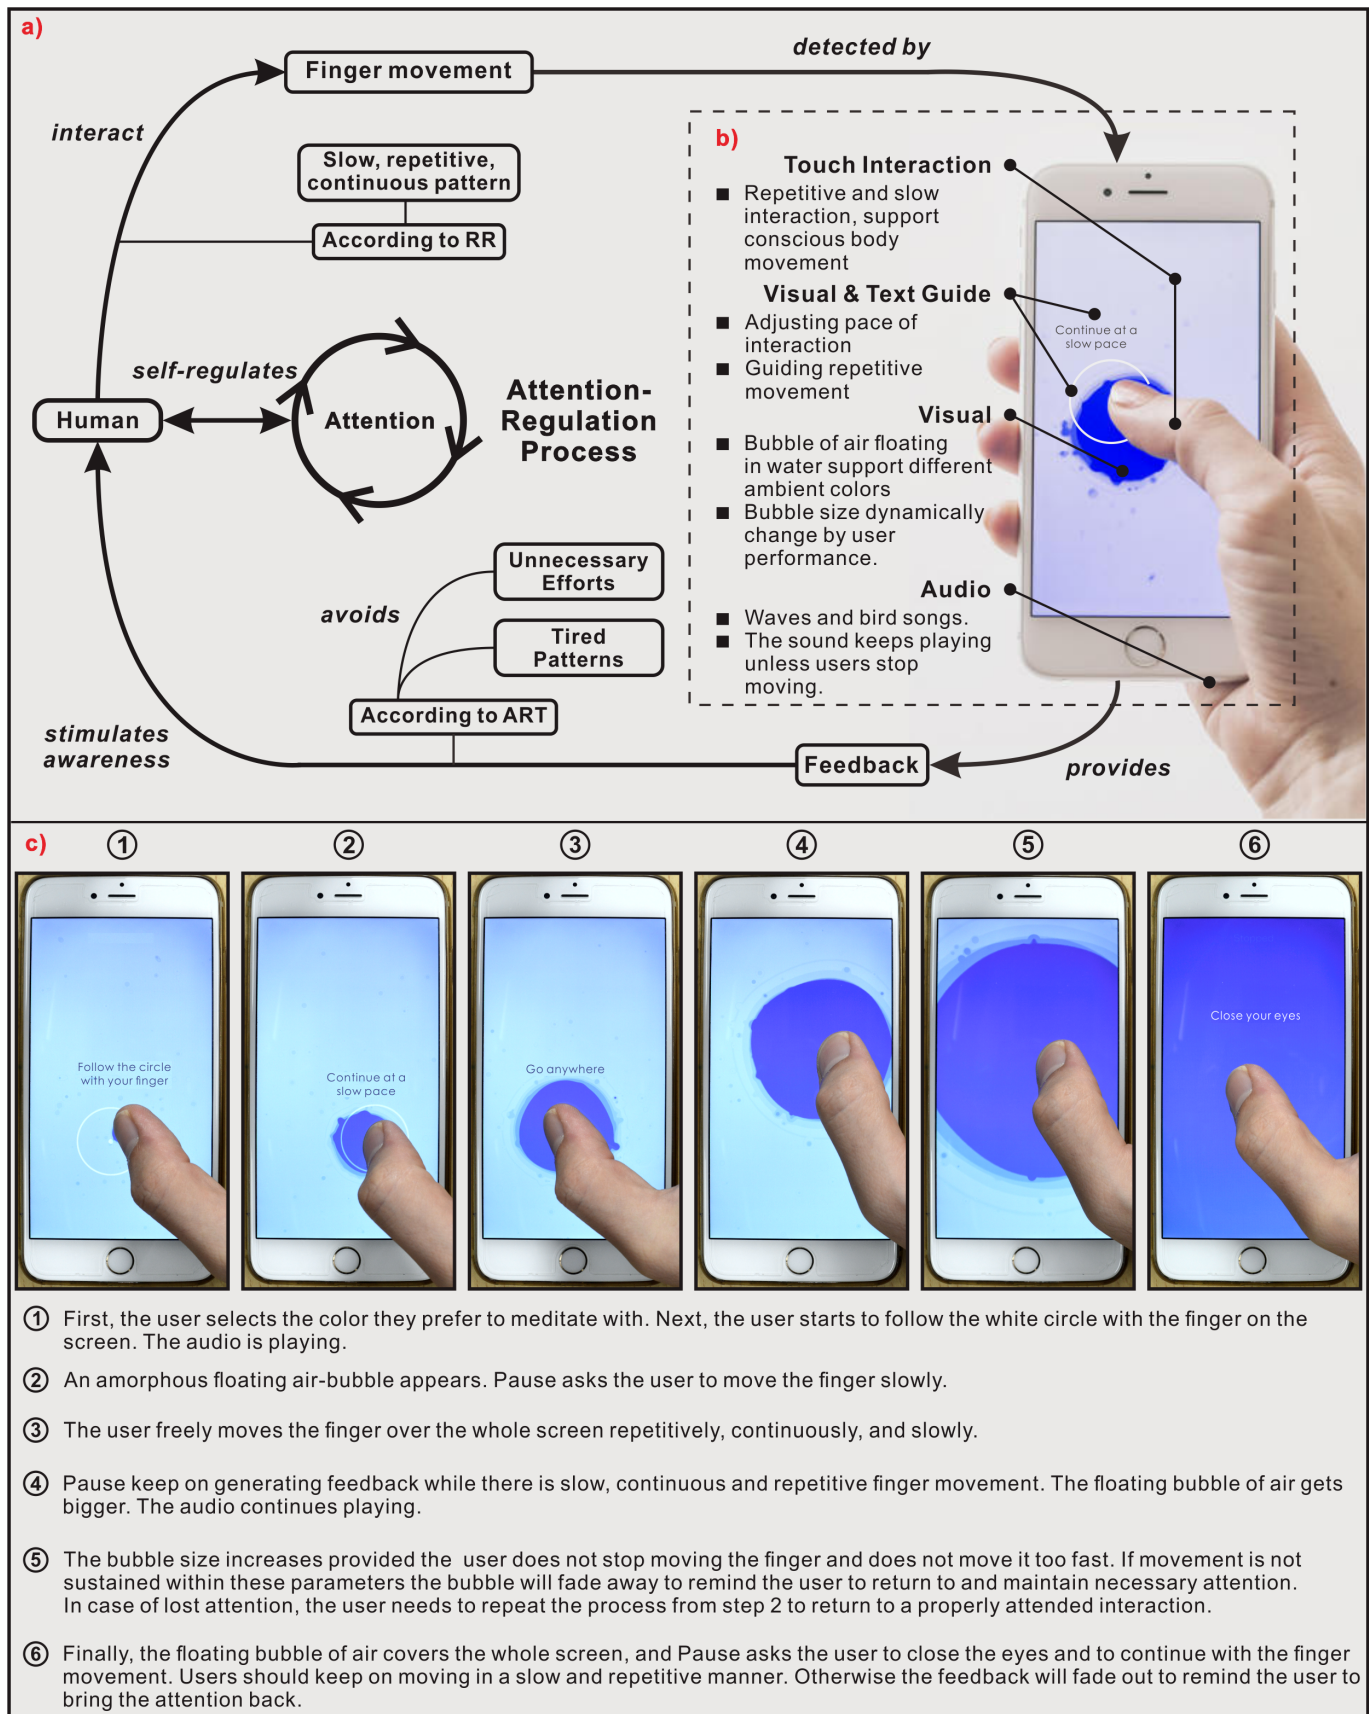 a)
detected by
Finger movement
interact
Slow, repetitive,
continuous pattern
According to RR
self-regulates
Human
Attention
Attention-
Regulation
Process
Unnecessary
Efforts
avoids
Tired
Patterns
According to ART
stimulates
awareness
Feedback
provides
b)
Touch Interaction
■ Repetitive and slow
interaction, support
conscious body
movement
Visual & Text Guide
■ Adjusting pace of
interaction
■ Guiding repetitive
movement
Visual
■ Bubble of air floating
in water support different
ambient colors
■ Bubble size dynamically
change by user
performance.
Audio
■ Waves and bird songs.
■ The sound keeps playing
unless users stop
moving.
Continue at a
slow pace
c)
① ② ③ ④ ⑤ ⑥
Follow the circle
with your finger
Continue at a
slow pace
Go anywhere
Close your eyes
① First, the user selects the color they prefer to meditate with. Next, the user starts to follow the white circle with the finger on the
screen. The audio is playing.
② An amorphous floating air-bubble appears. Pause asks the user to move the finger slowly.
③ The user freely moves the finger over the whole screen repetitively, continuously, and slowly.
④ Pause keep on generating feedback while there is slow, continuous and repetitive finger movement. The floating bubble of air gets
bigger. The audio continues playing.
⑤ The bubble size increases provided the user does not stop moving the finger and does not move it too fast. If movement is not
sustained within these parameters the bubble will fade away to remind the user to return to and maintain necessary attention.
In case of lost attention, the user needs to repeat the process from step 2 to return to a properly attended interaction.
⑥ Finally, the floating bubble of air covers the whole screen, and Pause asks the user to close the eyes and to continue with the finger
movement. Users should keep on moving in a slow and repetitive manner. Otherwise the feedback will fade out to remind the user to
bring the attention back.